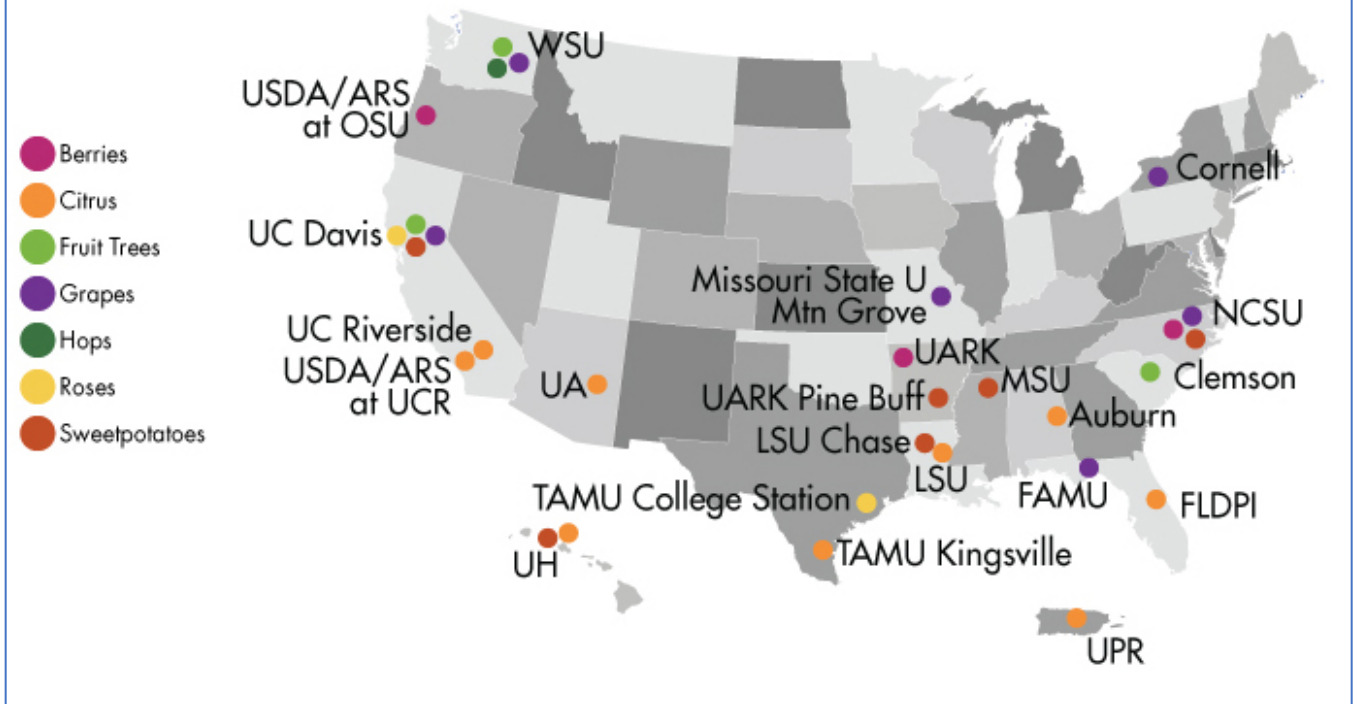 WSU
USDA/ARS
at OSU
Berries
Citrus
Fruit Trees
Grapes
Hops
Roses
Sweetpotatoes
Cornell
UC Davis
Missouri State U
Mtn Grove
NCSU
UC Riverside
USDA/ARS
at UCR
UARK
UA
MSU
Clemson
UARK Pine Buff
Auburn
LSU Chase
LSU
TAMU College Station
FAMU
FLDPI
UH
TAMU Kingsville
UPR